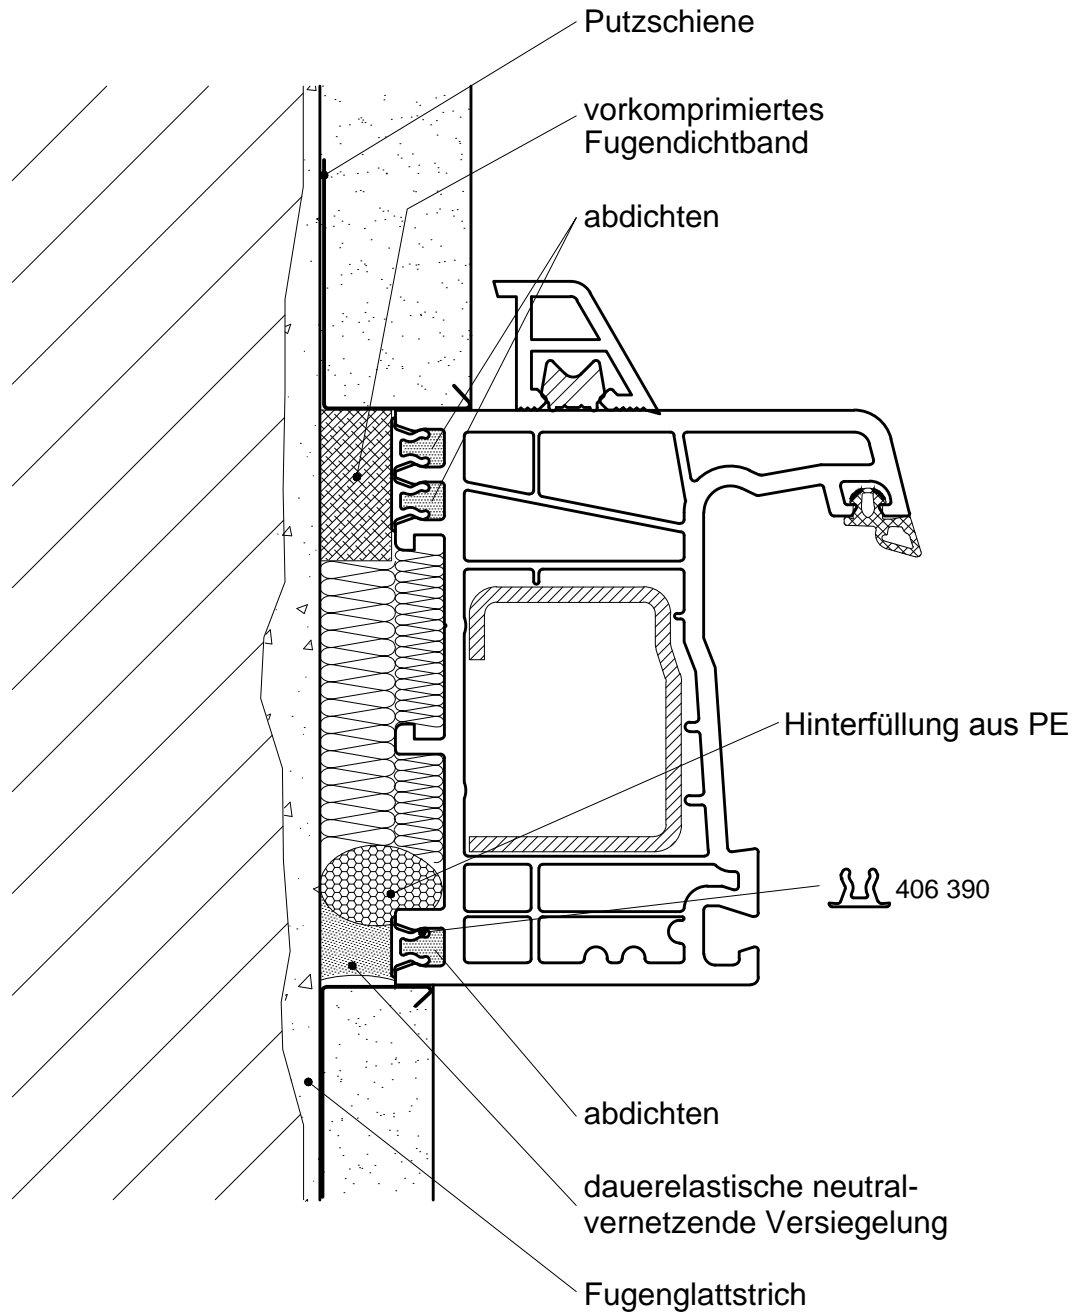 Putzschiene
vorkomprimiertes
Fugendichtband
abdichten
Hinterfüllung aus PE
406 390
abdichten
dauerelastische neutral-
vernetzende Versiegelung
Fugenglattstrich